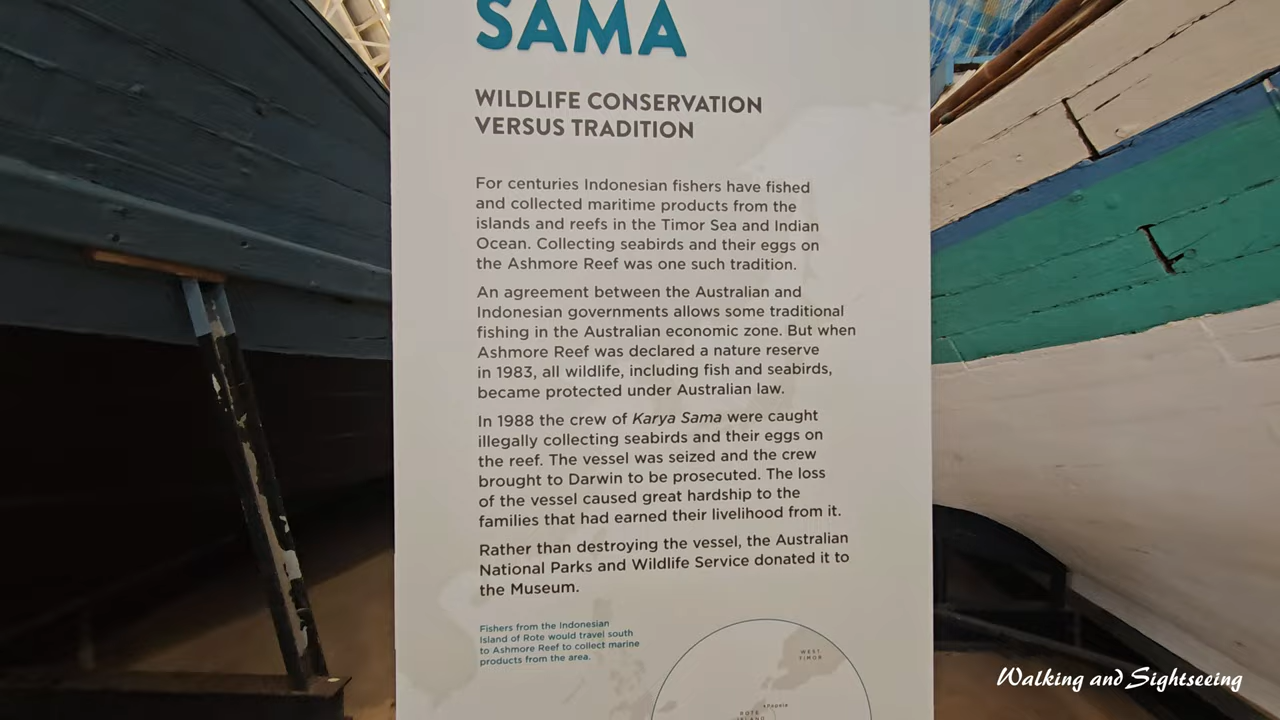 SAMA
WILDLIFE CONSERVATION
VERSUS TRADITION
For centuries Indonesian fishers have fished
and collected maritime products from the
islands and reefs in the Timor Sea and Indian
Ocean. Collecting seabirds and their eggs on
the Ashmore Reef was one such tradition.
An agreement between the Australian and
Indonesian governments allows some traditional
fishing in the Australian economic zone. But when
Ashmore Reef was declared a nature reserve
in 1983, all wildlife, including fish and seabirds,
became protected under Australian law.
In 1988 the crew of Karya Sama were caught
illegally collecting seabirds and their eggs on
the reef. The vessel was seized and the crew
brought to Darwin to be prosecuted. The loss
of the vessel caused great hardship to the
families that had earned their livelihood from it.
Rather than destroying the vessel, the Australian
National Parks and Wildlife Service donated it to
the Museum.
Fishers from the Indonesian
Island of Rote would travel south
to Ashmore Reef to collect marine
products from the area.
WEST
TIMOR
Papela
ROTE
ISLAND
Walking and Sightseeing